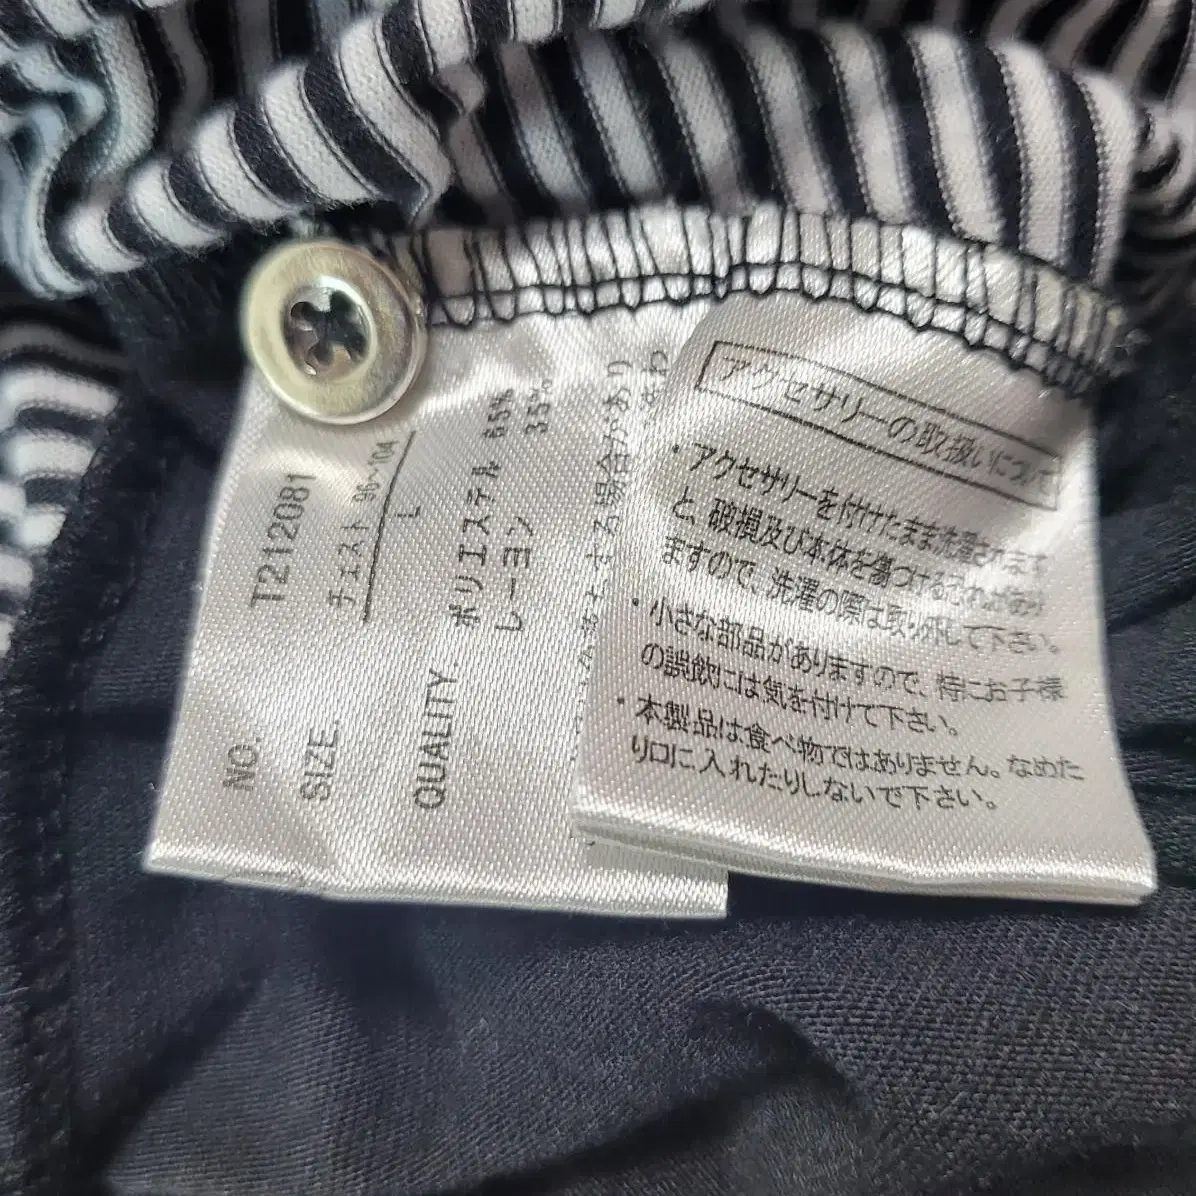 NO. T212081
SIZE. チェスト 96~104
L
QUALITY. ポリエステル 65%
レーヨン 35%
する場合があり
アクセサリーの取扱いについて
・アクセサリーを付けたまま洗濯されます
と、破損及び本体を傷つけるおそれがあり
ますので、洗濯の際は取り外して下さい。
・小さな部品がありますので、特にお子様
の誤飲には気を付けて下さい。
・本製品は食べ物ではありません。なめた
り口に入れたりしないで下さい。